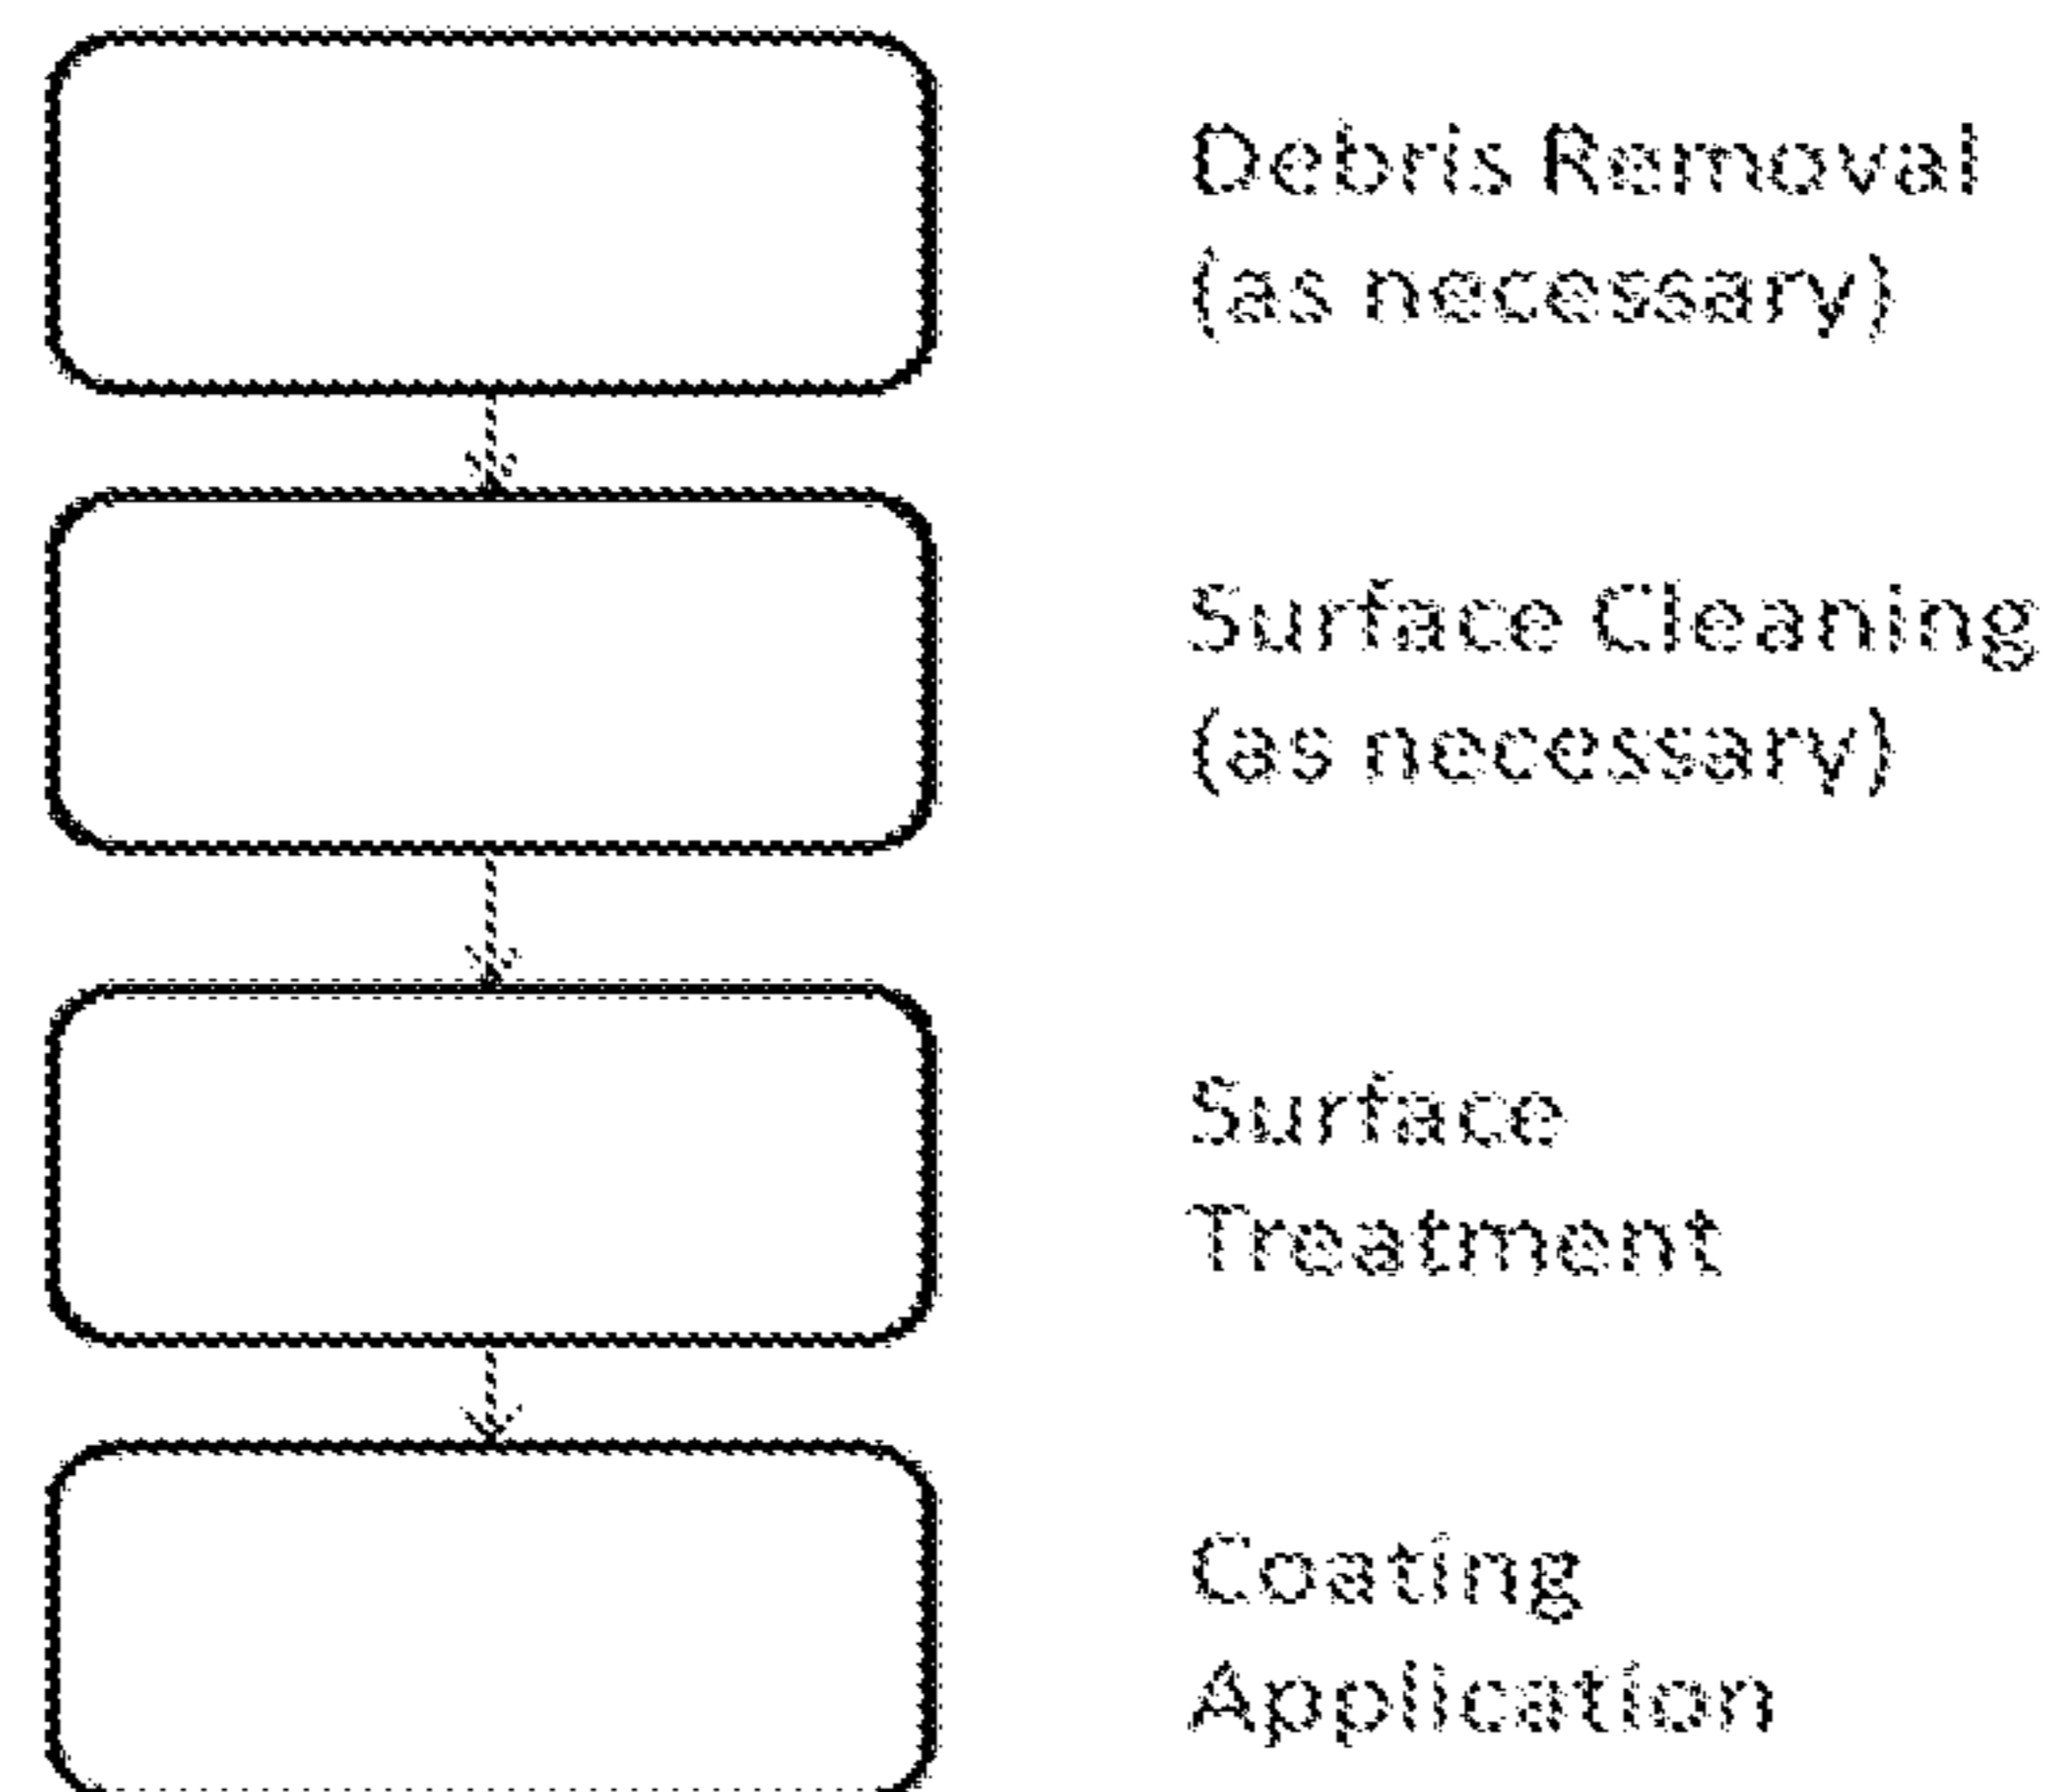 Debris Removal
(as necessary)
Surface Cleaning
(as necessary)
Surface
Treatment
Coating
Application